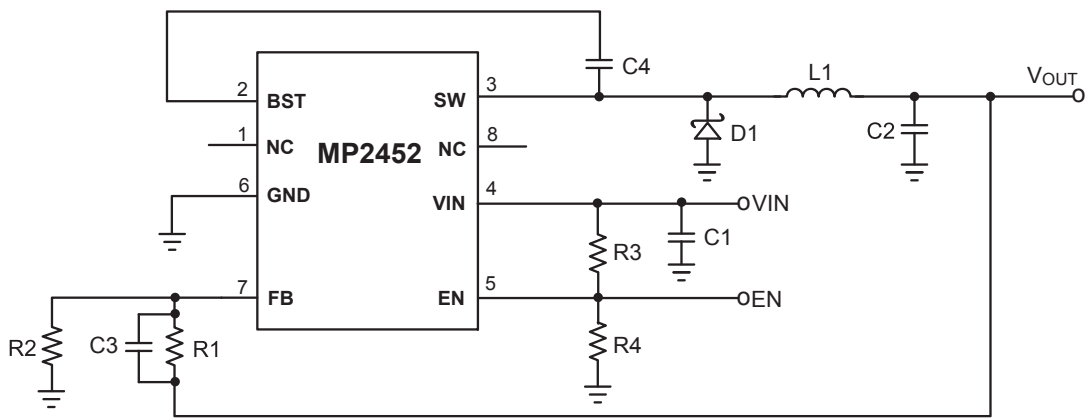 C4
L1
VOUT
2
BST
SW
3
D1
C2
1
NC
MP2452
NC
8
6
GND
VIN
4
VIN
R3
C1
7
FB
EN
5
EN
R2
C3
R1
R4